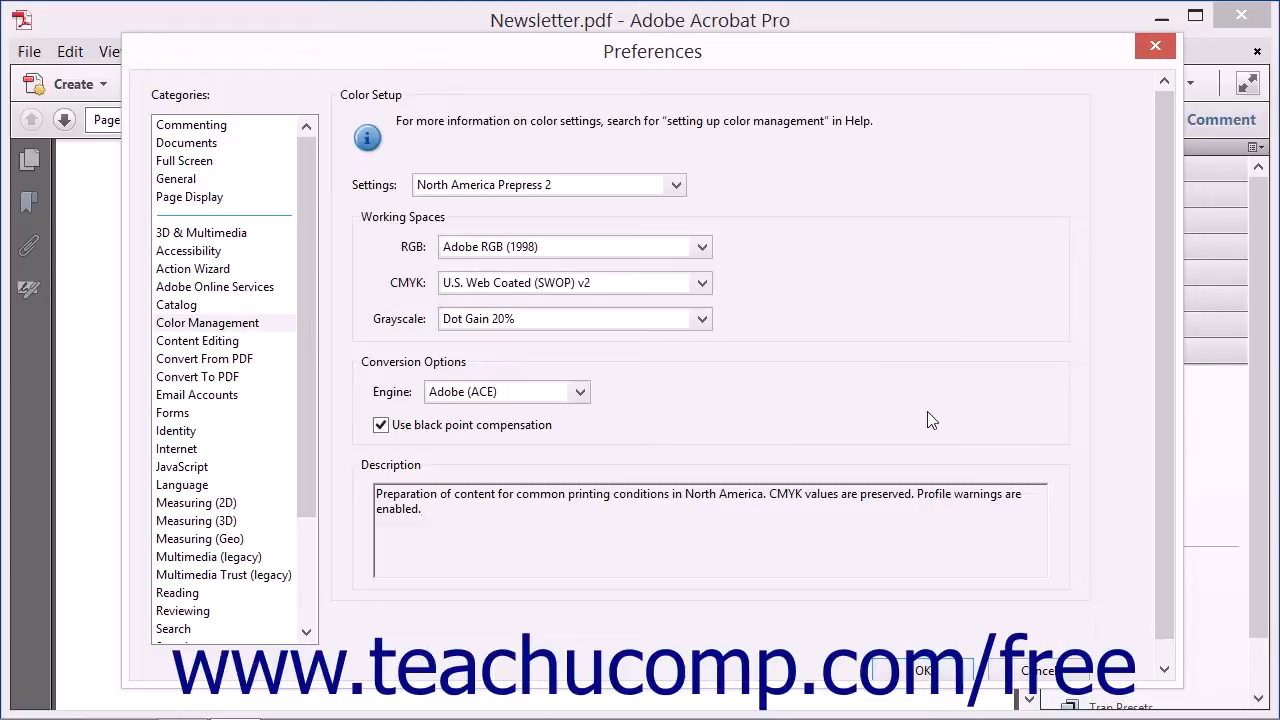 Newsletter.pdf - Adobe Acrobat Pro
File Edit
Preferences
Create
Page
Comment
Categories:
Commenting
Documents
Full Screen
General
Page Display
3D & Multimedia
Accessibility
Action Wizard
Adobe Online Services
Catalog
Color Management
Content Editing
Convert From PDF
Convert To PDF
Email Accounts
Forms
Identity
Internet
JavaScript
Language
Measuring (2D)
Measuring (3D)
Measuring (Geo)
Multimedia (legacy)
Multimedia Trust (legacy)
Reading
Reviewing
Search
Color Setup
For more information on color settings, search for “setting up color management” in Help.
Settings: North America Prepress 2
Working Spaces
RGB: Adobe RGB (1998)
CMYK: U.S. Web Coated (SWOP) v2
Grayscale: Dot Gain 20%
Conversion Options
Engine: Adobe (ACE)
Use black point compensation
Description
Preparation of content for common printing conditions in North America. CMYK values are preserved. Profile warnings are
enabled.
OK Cancel
www.teachucomp.com/free
Trap Presets